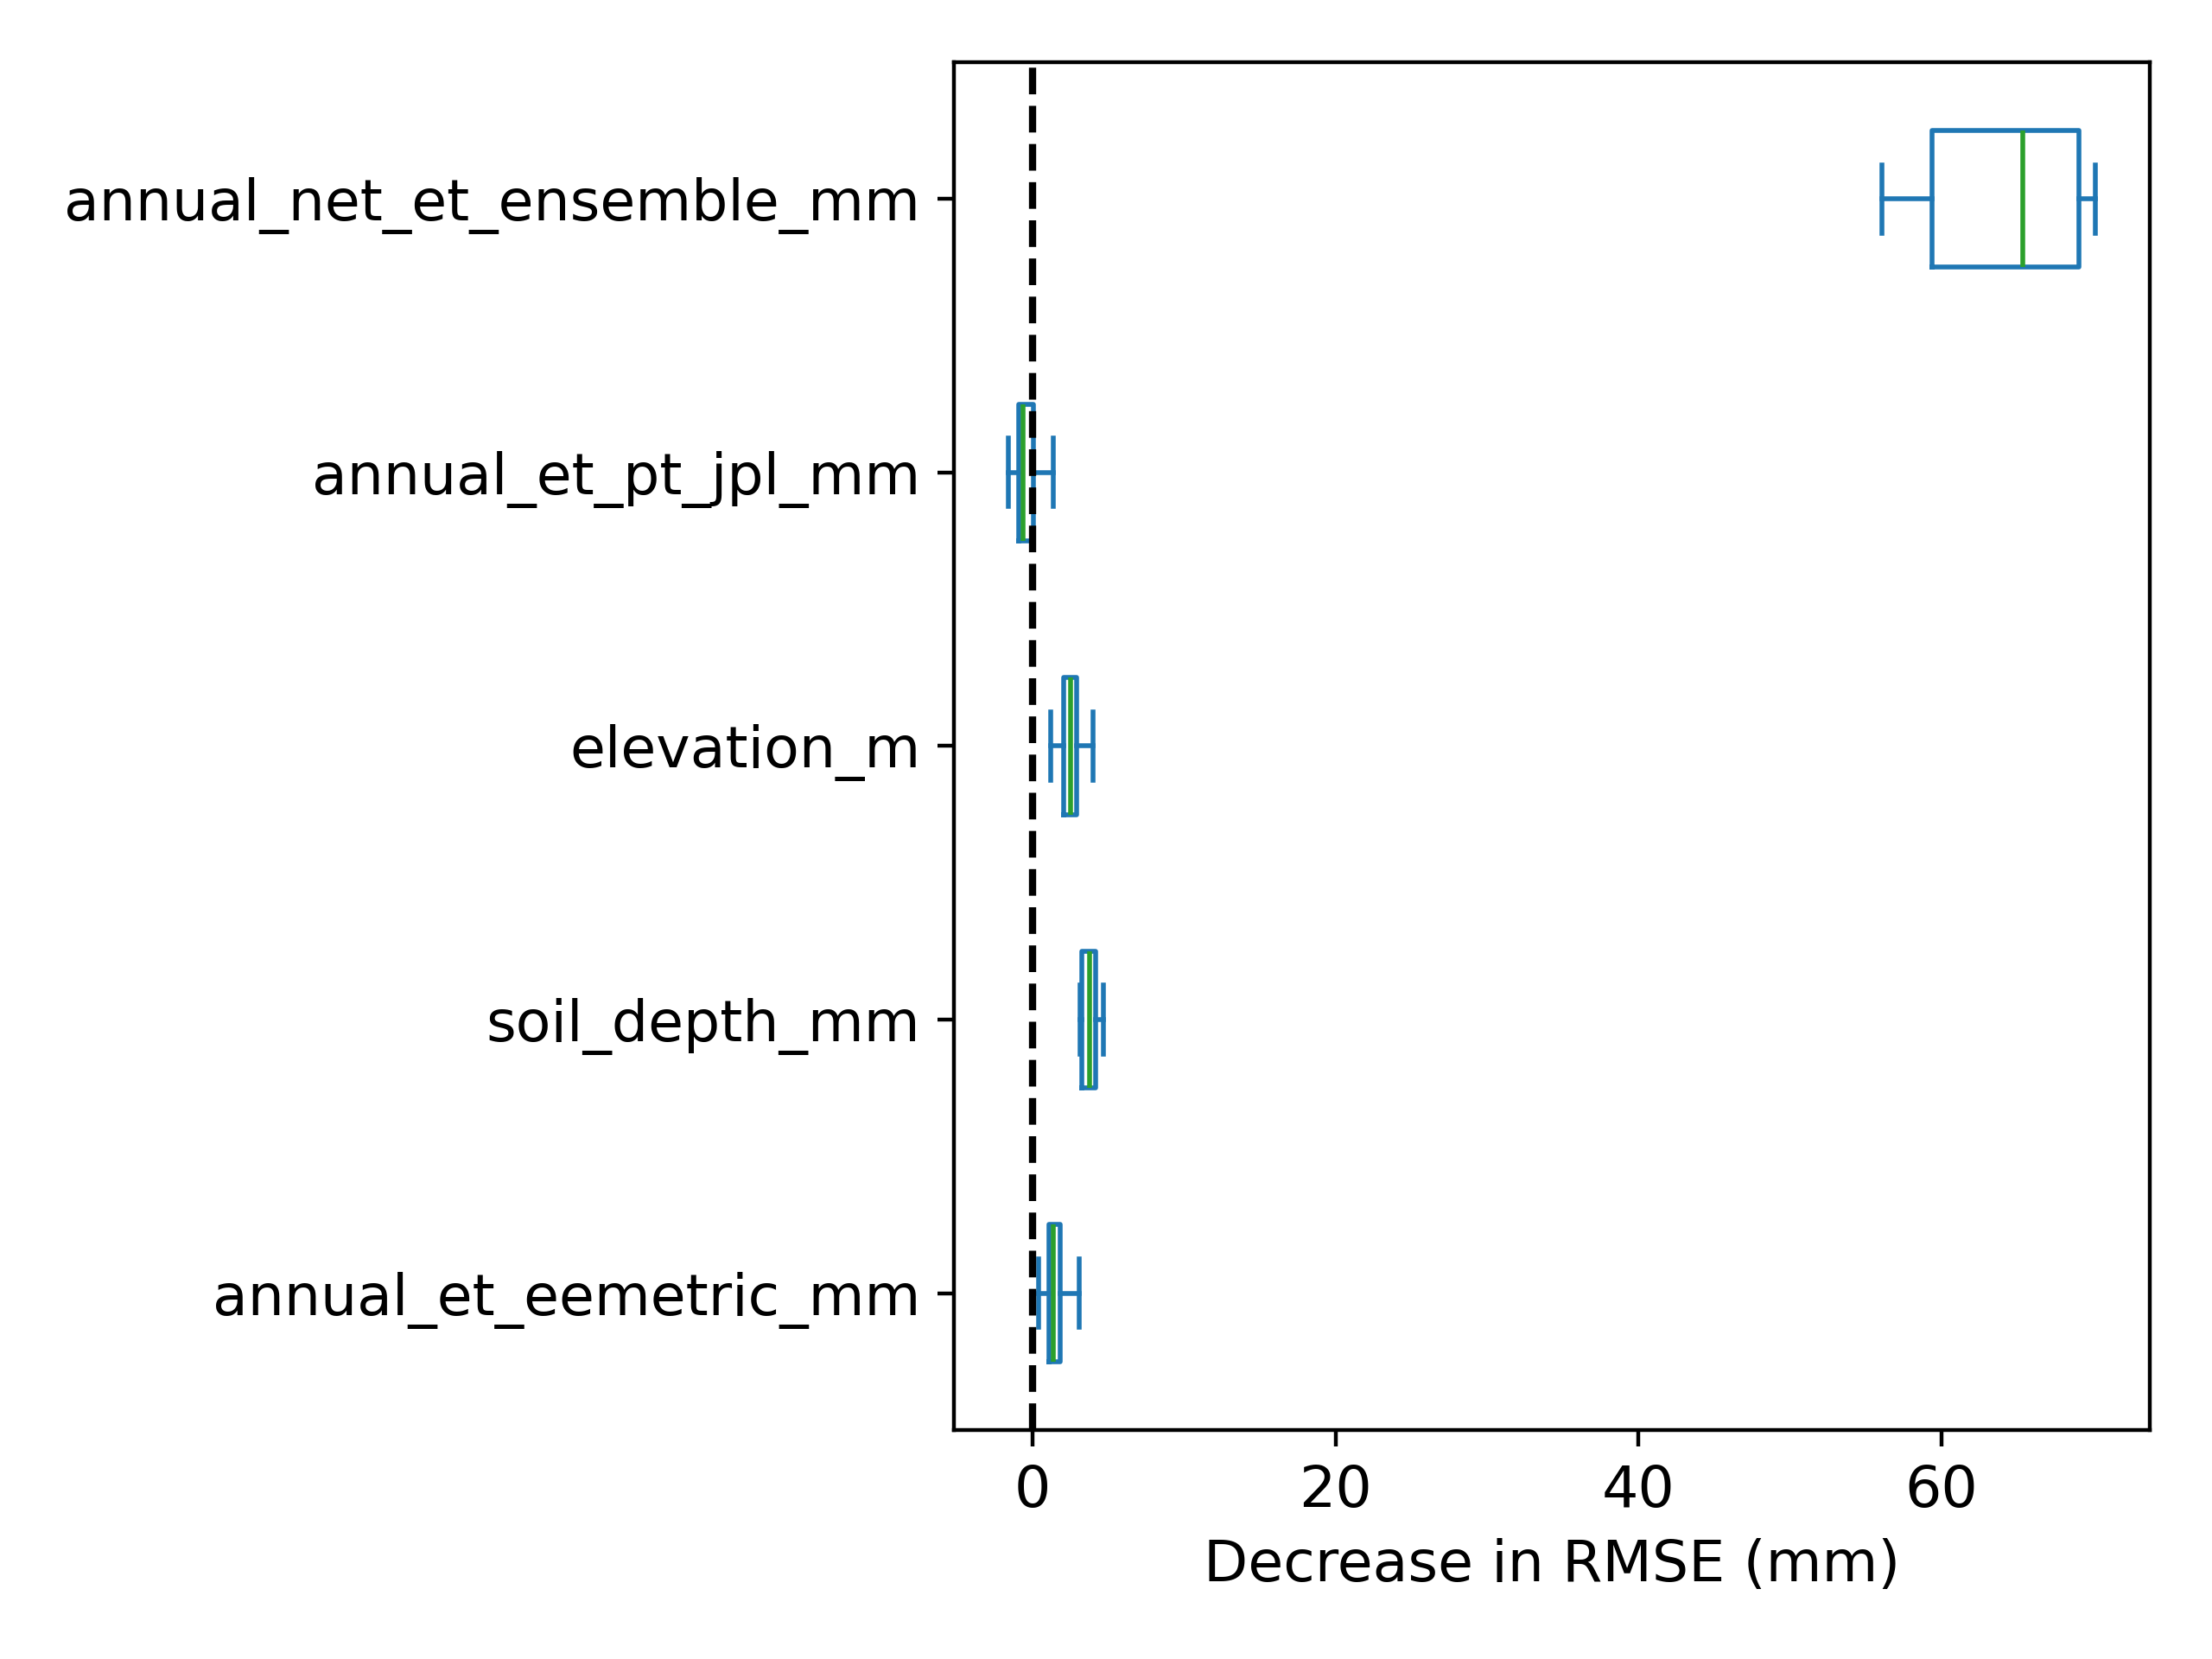 annual_net_et_ensemble_mm
annual_et_pt_jpl_mm
elevation_m
soil_depth_mm
annual_et_eemetric_mm
0 20 40 60
Decrease in RMSE (mm)